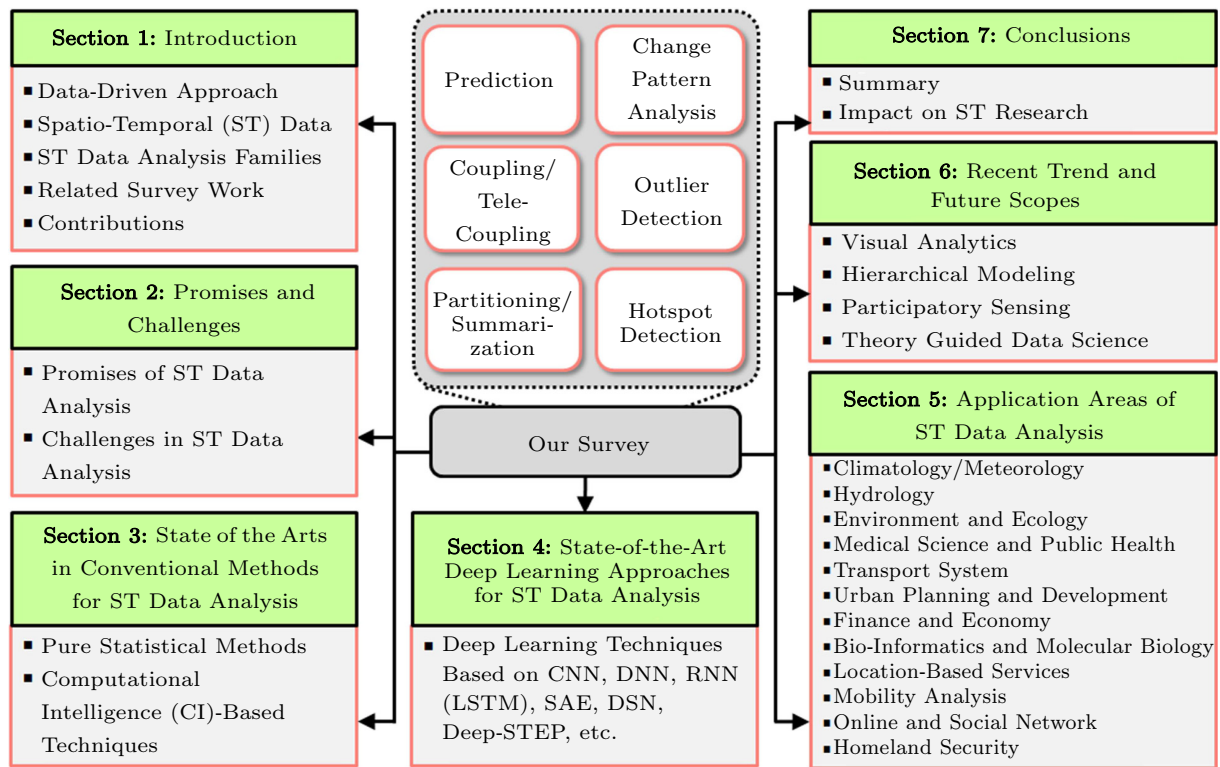 Section 1: Introduction
▪ Data-Driven Approach
▪ Spatio-Temporal (ST) Data
▪ ST Data Analysis Families
▪ Related Survey Work
▪ Contributions
Section 2: Promises and
Challenges
▪ Promises of ST Data
Analysis
▪ Challenges in ST Data
Analysis
Section 3: State of the Arts
in Conventional Methods
for ST Data Analysis
▪ Pure Statistical Methods
▪ Computational
Intelligence (CI)-Based
Techniques
Prediction
Change
Pattern
Analysis
Coupling/
Tele-
Coupling
Outlier
Detection
Partitioning/
Summari-
zation
Hotspot
Detection
Our Survey
Section 4: State-of-the-Art
Deep Learning Approaches
for ST Data Analysis
▪ Deep Learning Techniques
Based on CNN, DNN, RNN
(LSTM), SAE, DSN,
Deep-STEP, etc.
Section 7: Conclusions
▪ Summary
▪ Impact on ST Research
Section 6: Recent Trend and
Future Scopes
▪ Visual Analytics
▪ Hierarchical Modeling
▪ Participatory Sensing
▪ Theory Guided Data Science
Section 5: Application Areas of
ST Data Analysis
▪ Climatology/Meteorology
▪ Hydrology
▪ Environment and Ecology
▪ Medical Science and Public Health
▪ Transport System
▪ Urban Planning and Development
▪ Finance and Economy
▪ Bio-Informatics and Molecular Biology
▪ Location-Based Services
▪ Mobility Analysis
▪ Online and Social Network
▪ Homeland Security